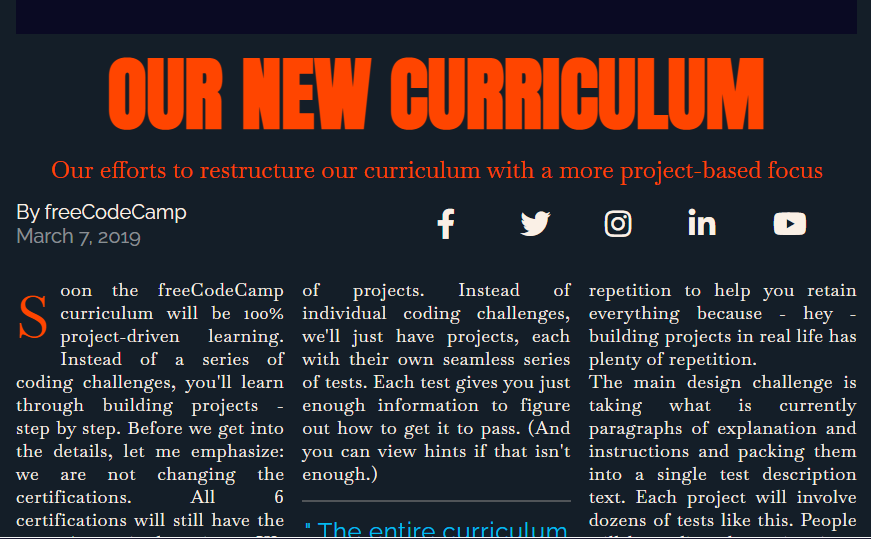 OUR NEW CURRICULUM
Our efforts to restructure our curriculum with a more project-based focus
By freeCodeCamp
March 7, 2019
Soon the freeCodeCamp
curriculum will be 100%
project-driven learning.
Instead of a series of
coding challenges, you'll learn
through building projects -
step by step. Before we get into
the details, let me emphasize:
we are not changing the
certifications. All 6
certifications will still have the
of projects. Instead of
individual coding challenges,
we'll just have projects, each
with their own seamless series
of tests. Each test gives you just
enough information to figure
out how to get it to pass. (And
you can view hints if that isn't
enough.)
" The entire curriculum
repetition to help you retain
everything because - hey -
building projects in real life has
plenty of repetition.
The main design challenge is
taking what is currently
paragraphs of explanation and
instructions and packing them
into a single test description
text. Each project will involve
dozens of tests like this. People